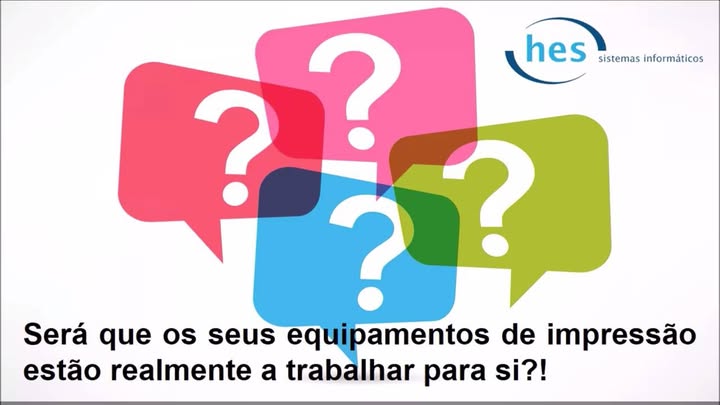 ?
hes
sistemas informáticos
?
?
?
Será que os seus equipamentos de impressão
estão realmente a trabalhar para si?!